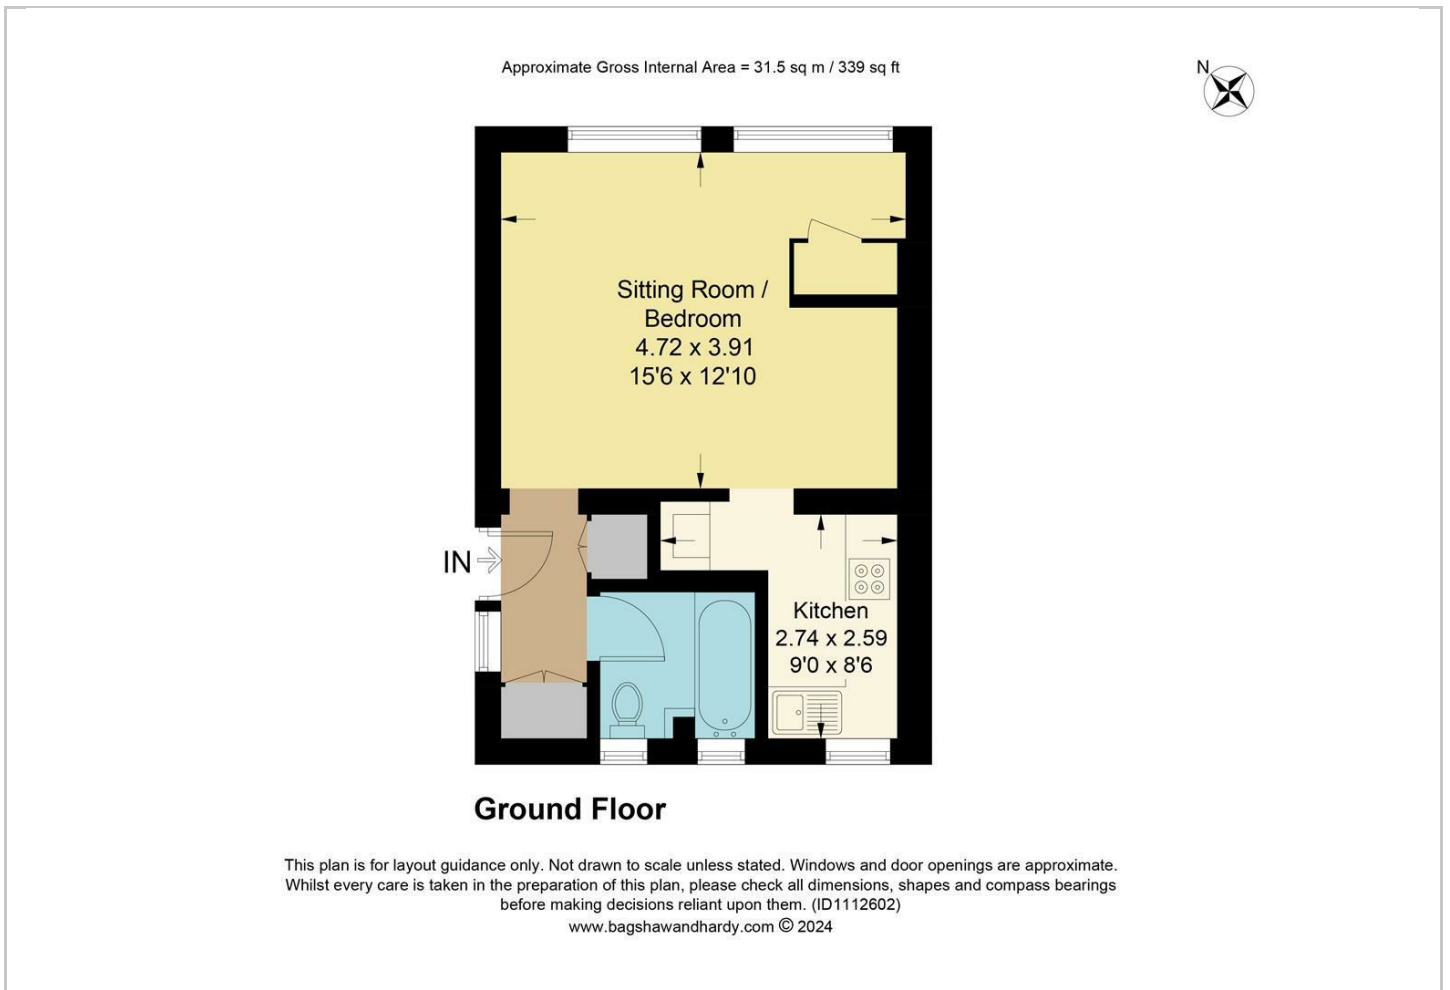 Approximate Gross Internal Area = 31.5 sq m / 339 sq ft
N
Sitting Room /
Bedroom
4.72 x 3.91
15'6 x 12'10
IN
Kitchen
2.74 x 2.59
9'0 x 8'6
Ground Floor
This plan is for layout guidance only. Not drawn to scale unless stated. Windows and door openings are approximate.
Whilst every care is taken in the preparation of this plan, please check all dimensions, shapes and compass bearings
before making decisions reliant upon them. (ID1112602)
www.bagshawandhardy.com © 2024